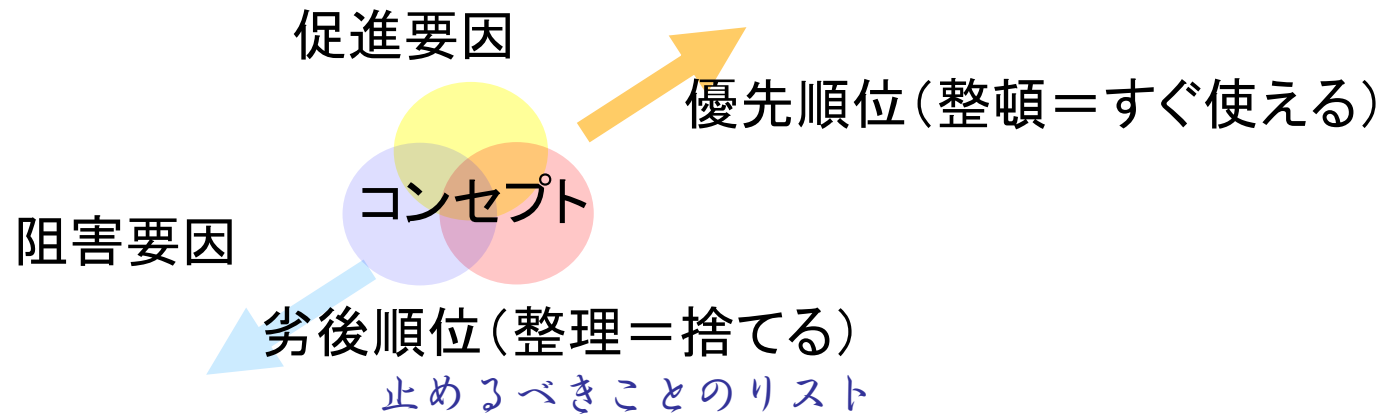 促進要因
優先順位(整頓=すぐ使える)
コンセプト
阻害要因
劣後順位(整理=捨てる)
止めるべきことのリスト